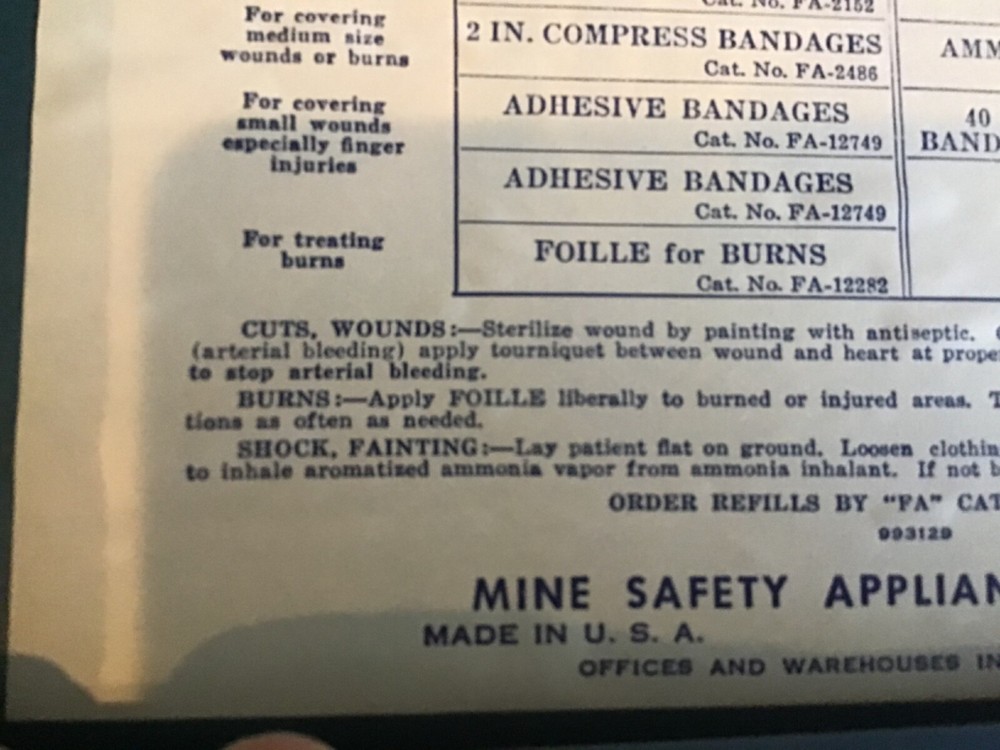 Cat. No. FA-2152
For covering
medium size
wounds or burns
2 IN. COMPRESS BANDAGES
Cat. No. FA-2486
AMM
For covering
small wounds
especially finger
injuries
ADHESIVE BANDAGES
Cat. No. FA-12749
40
BAND
ADHESIVE BANDAGES
Cat. No. FA-12749
For treating
burns
FOILLE for BURNS
Cat. No. FA-12282
CUTS, WOUNDS:—Sterilize wound by painting with antiseptic.
(arterial bleeding) apply tourniquet between wound and heart at prope
to stop arterial bleeding.
BURNS:—Apply FOILLE liberally to burned or injured areas. T
tions as often as needed.
SHOCK, FAINTING:—Lay patient flat on ground. Loosen clothin
to inhale aromatized ammonia vapor from ammonia inhalant. If not b
ORDER REFILLS BY "FA" CAT
993129
MINE SAFETY APPLIAN
MADE IN U. S. A.
OFFICES AND WAREHOUSES IN